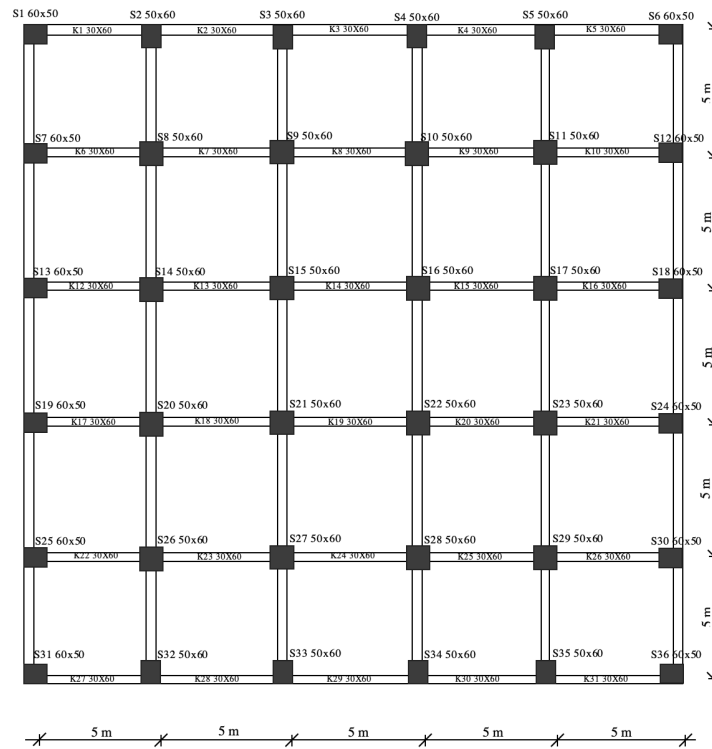 S1 60x50 S2 50x60 S3 50x60 S4 50x60 S5 50x60 S6 60x50
K1 30X60 K2 30X60 K3 30X60 K4 30X60 K5 30X60
5 m
S7 60x50 S8 50x60 S9 50x60 S10 50x60 S11 50x60 S12 60x50
K6 30X60 K7 30X60 K8 30X60 K9 30X60 K10 30X60
5 m
S13 60x50 S14 50x60 S15 50x60 S16 50x60 S17 50x60 S18 60x50
K12 30X60 K13 30X60 K14 30X60 K15 30X60 K16 30X60
5 m
S19 60x50 S20 50x60 S21 50x60 S22 50x60 S23 50x60 S24 60x50
K17 30X60 K18 30X60 K19 30X60 K20 30X60 K21 30X60
5 m
S25 60x50 S26 50x60 S27 50x60 S28 50x60 S29 50x60 S30 60x50
K22 30X60 K23 30X60 K24 30X60 K25 30X60 K26 30X60
5 m
S31 60x50 S32 50x60 S33 50x60 S34 50x60 S35 50x60 S36 60x50
K27 30X60 K28 30X60 K29 30X60 K30 30X60 K31 30X60
5 m 5 m 5 m 5 m 5 m